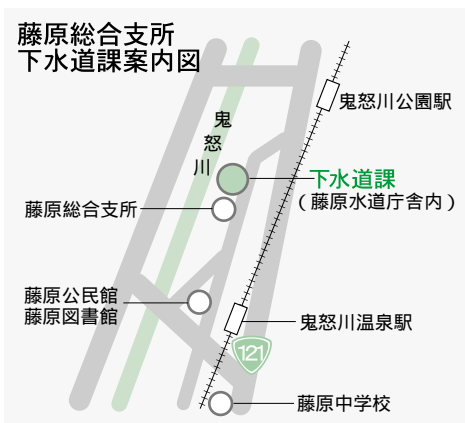 藤原総合支所
下水道課案内図
鬼怒川公園駅
鬼怒川
下水道課
(藤原水道庁舎内)
藤原総合支所
藤原公民館
藤原図書館
鬼怒川温泉駅
121
藤原中学校